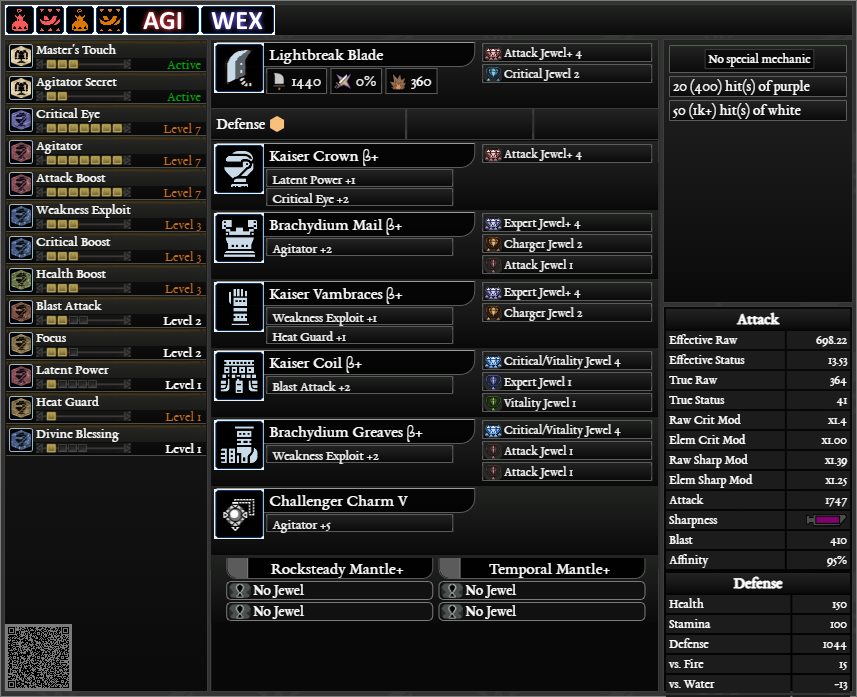 AGI WEX
Master's Touch
Active
Agitator Secret
Active
Critical Eye
Level 7
Agitator
Level 7
Attack Boost
Level 7
Weakness Exploit
Level 3
Critical Boost
Level 3
Health Boost
Level 3
Blast Attack
Level 2
Focus
Level 2
Latent Power
Level 1
Heat Guard
Level 1
Divine Blessing
Level 1
Lightbreak Blade
1440 0% 360
Attack Jewel+ 4
Critical Jewel 2
Defense
Kaiser Crown β+
Latent Power +1
Critical Eye +2
Attack Jewel+ 4
Brachydium Mail β+
Agitator +2
Expert Jewel+ 4
Charger Jewel 2
Attack Jewel 1
Kaiser Vambraces β+
Weakness Exploit +1
Heat Guard +1
Expert Jewel+ 4
Charger Jewel 2
Kaiser Coil β+
Blast Attack +2
Critical/Vitality Jewel 4
Expert Jewel 1
Vitality Jewel 1
Brachydium Greaves β+
Weakness Exploit +2
Critical/Vitality Jewel 4
Attack Jewel 1
Attack Jewel 1
Challenger Charm V
Agitator +5
Rocksteady Mantle+
No Jewel
No Jewel
Temporal Mantle+
No Jewel
No Jewel
No special mechanic
20 (400) hit(s) of purple
50 (1k+) hit(s) of white
Attack
Effective Raw 698.22
Effective Status 13.53
True Raw 364
True Status 41
Raw Crit Mod x1.4
Elem Crit Mod x1.00
Raw Sharp Mod x1.39
Elem Sharp Mod x1.25
Attack 1747
Sharpness
Blast 410
Affinity 95%
Defense
Health 150
Stamina 100
Defense 1044
vs. Fire 15
vs. Water -13